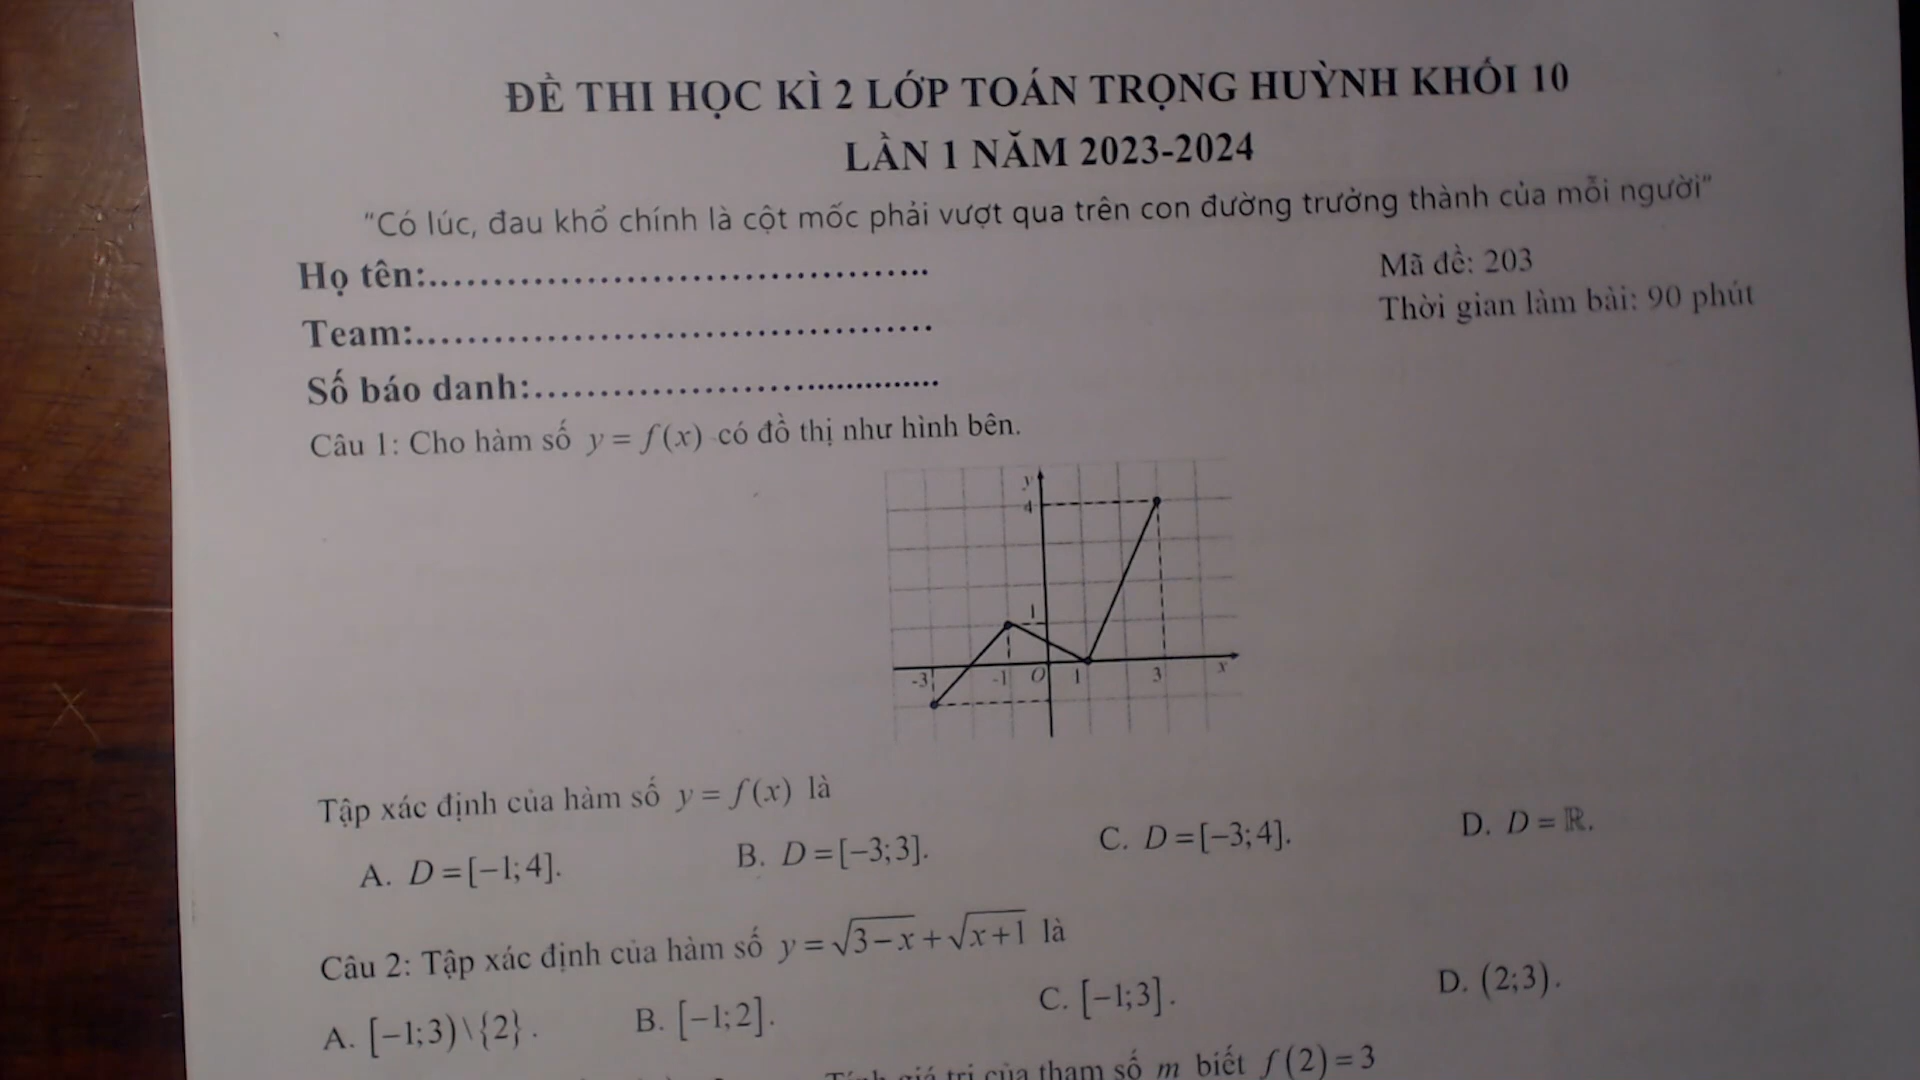 ĐỀ THI HỌC KÌ 2 LỚP TOÁN TRỌNG HUỲNH KHỐI 10
LẦN 1 NĂM 2023-2024
"Có lúc, đau khổ chính là cột mốc phải vượt qua trên con đường trưởng thành của mỗi người"
Họ tên:..........................................
Mã đề: 203
Team:..........................................
Thời gian làm bài: 90 phút
Số báo danh:..........................................
Câu 1: Cho hàm số y = f(x) có đồ thị như hình bên.
y
4
1
-3 -1 O 1 3 x
Tập xác định của hàm số y = f(x) là
A. D = [−1;4]. B. D = [−3;3]. C. D = [−3;4]. D. D = ℝ.
Câu 2: Tập xác định của hàm số y = √(3−x) + √(x+1) là
A. [−1;3)\{2}. B. [−1;2]. C. [−1;3]. D. (2;3).
Tính giá trị của tham số m biết f(2) = 3